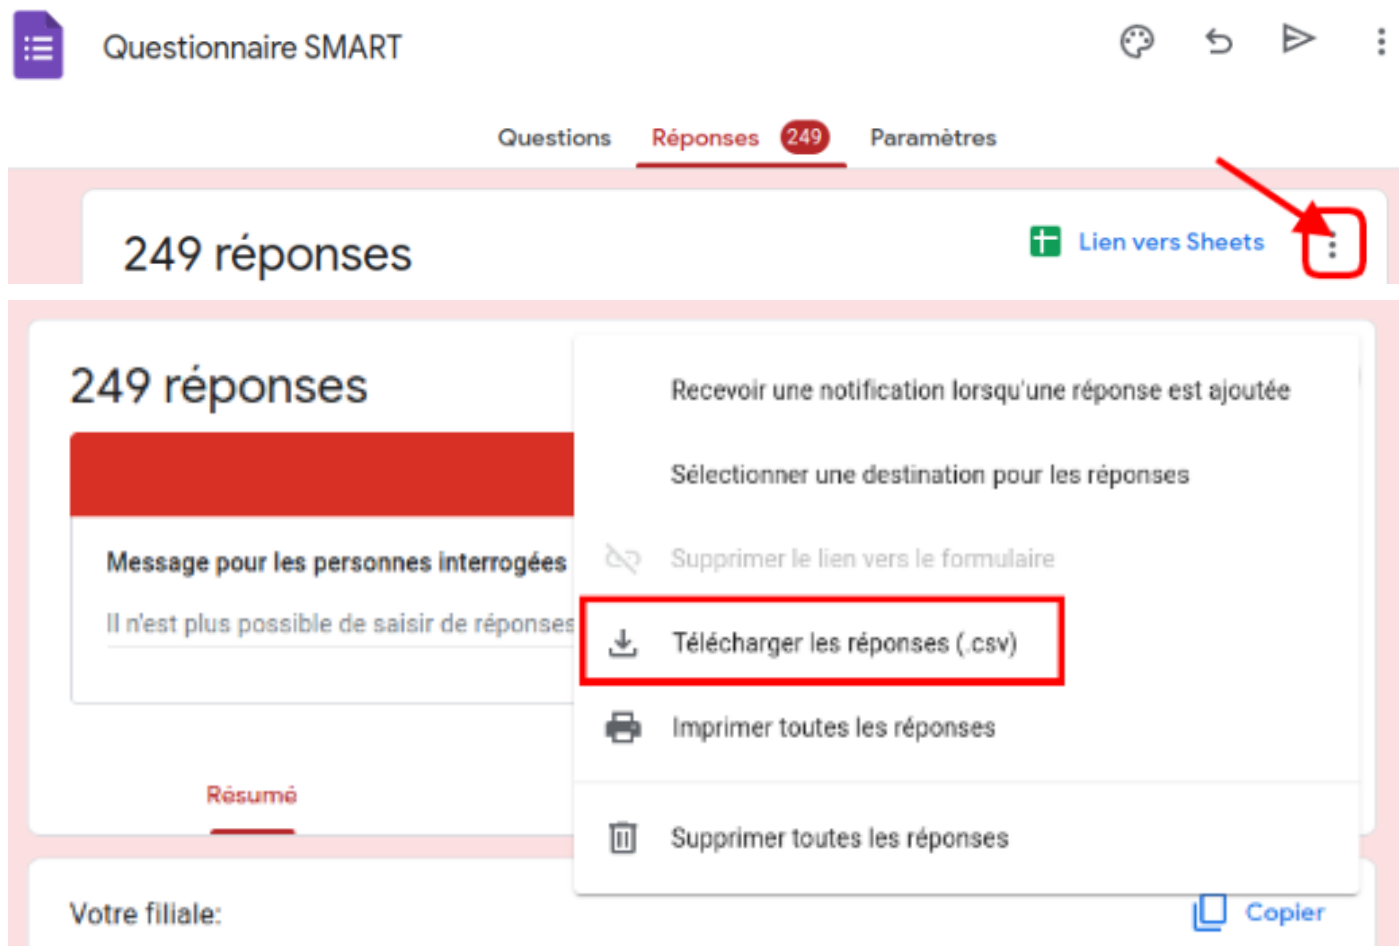 Questionnaire SMART
Questions Réponses 249 Paramètres
249 réponses
Lien vers Sheets
249 réponses
Recevoir une notification lorsqu'une réponse est ajoutée
Sélectionner une destination pour les réponses
Message pour les personnes interrogées
Supprimer le lien vers le formulaire
Il n'est plus possible de saisir de réponses
Télécharger les réponses (.csv)
Imprimer toutes les réponses
Résumé
Supprimer toutes les réponses
Votre filiale:
Copier